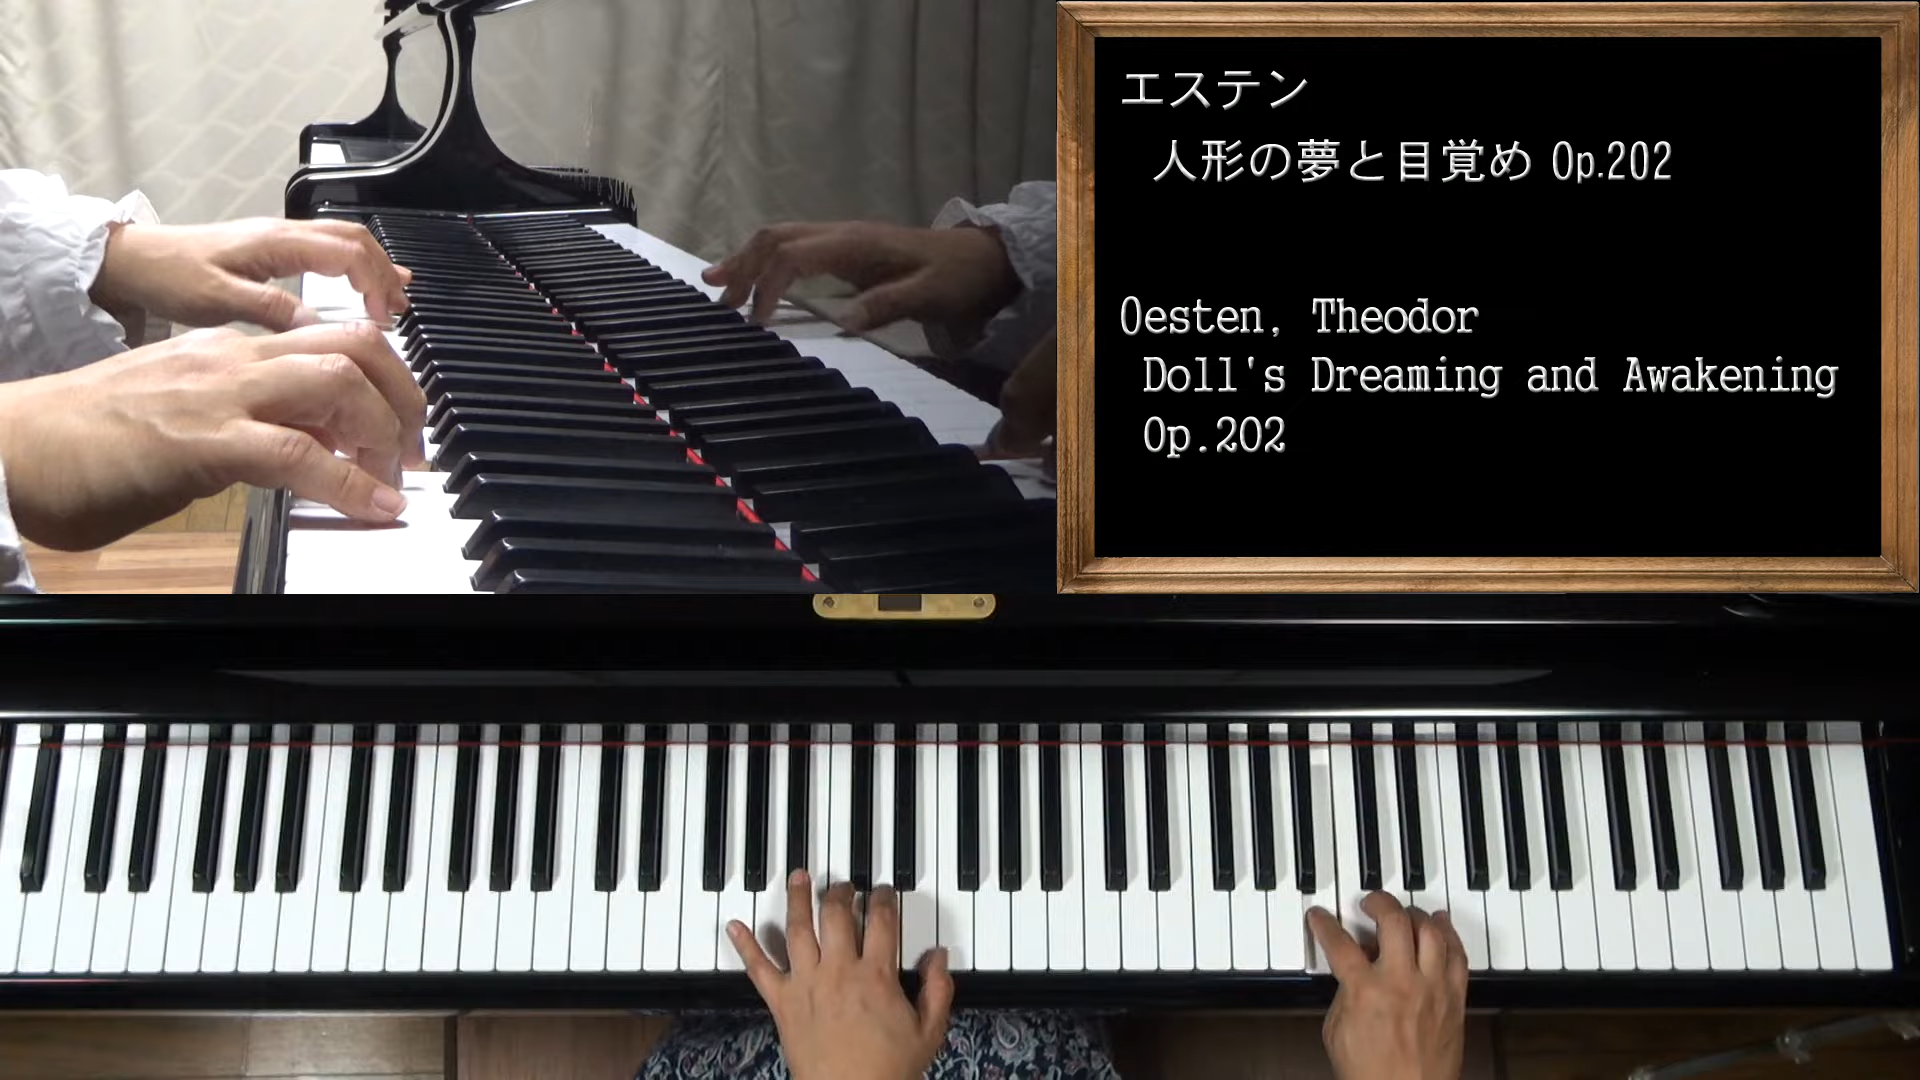 エステン
人形の夢と目覚め Op.202
Oesten, Theodor
Doll's Dreaming and Awakening
Op.202